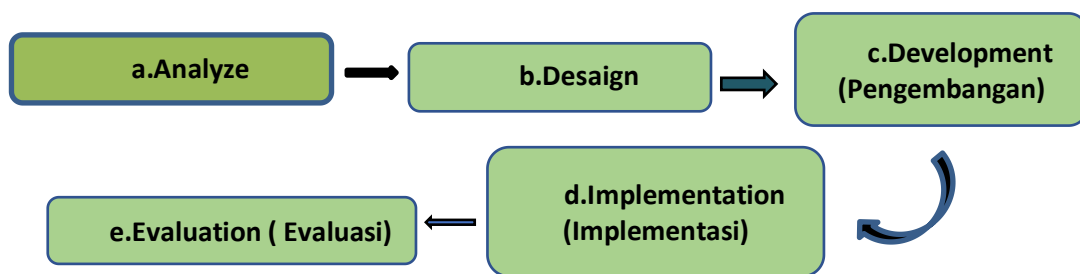 a.Analyze
b.Desaign
c.Development
(Pengembangan)
d.Implementation
(Implementasi)
e.Evaluation ( Evaluasi)